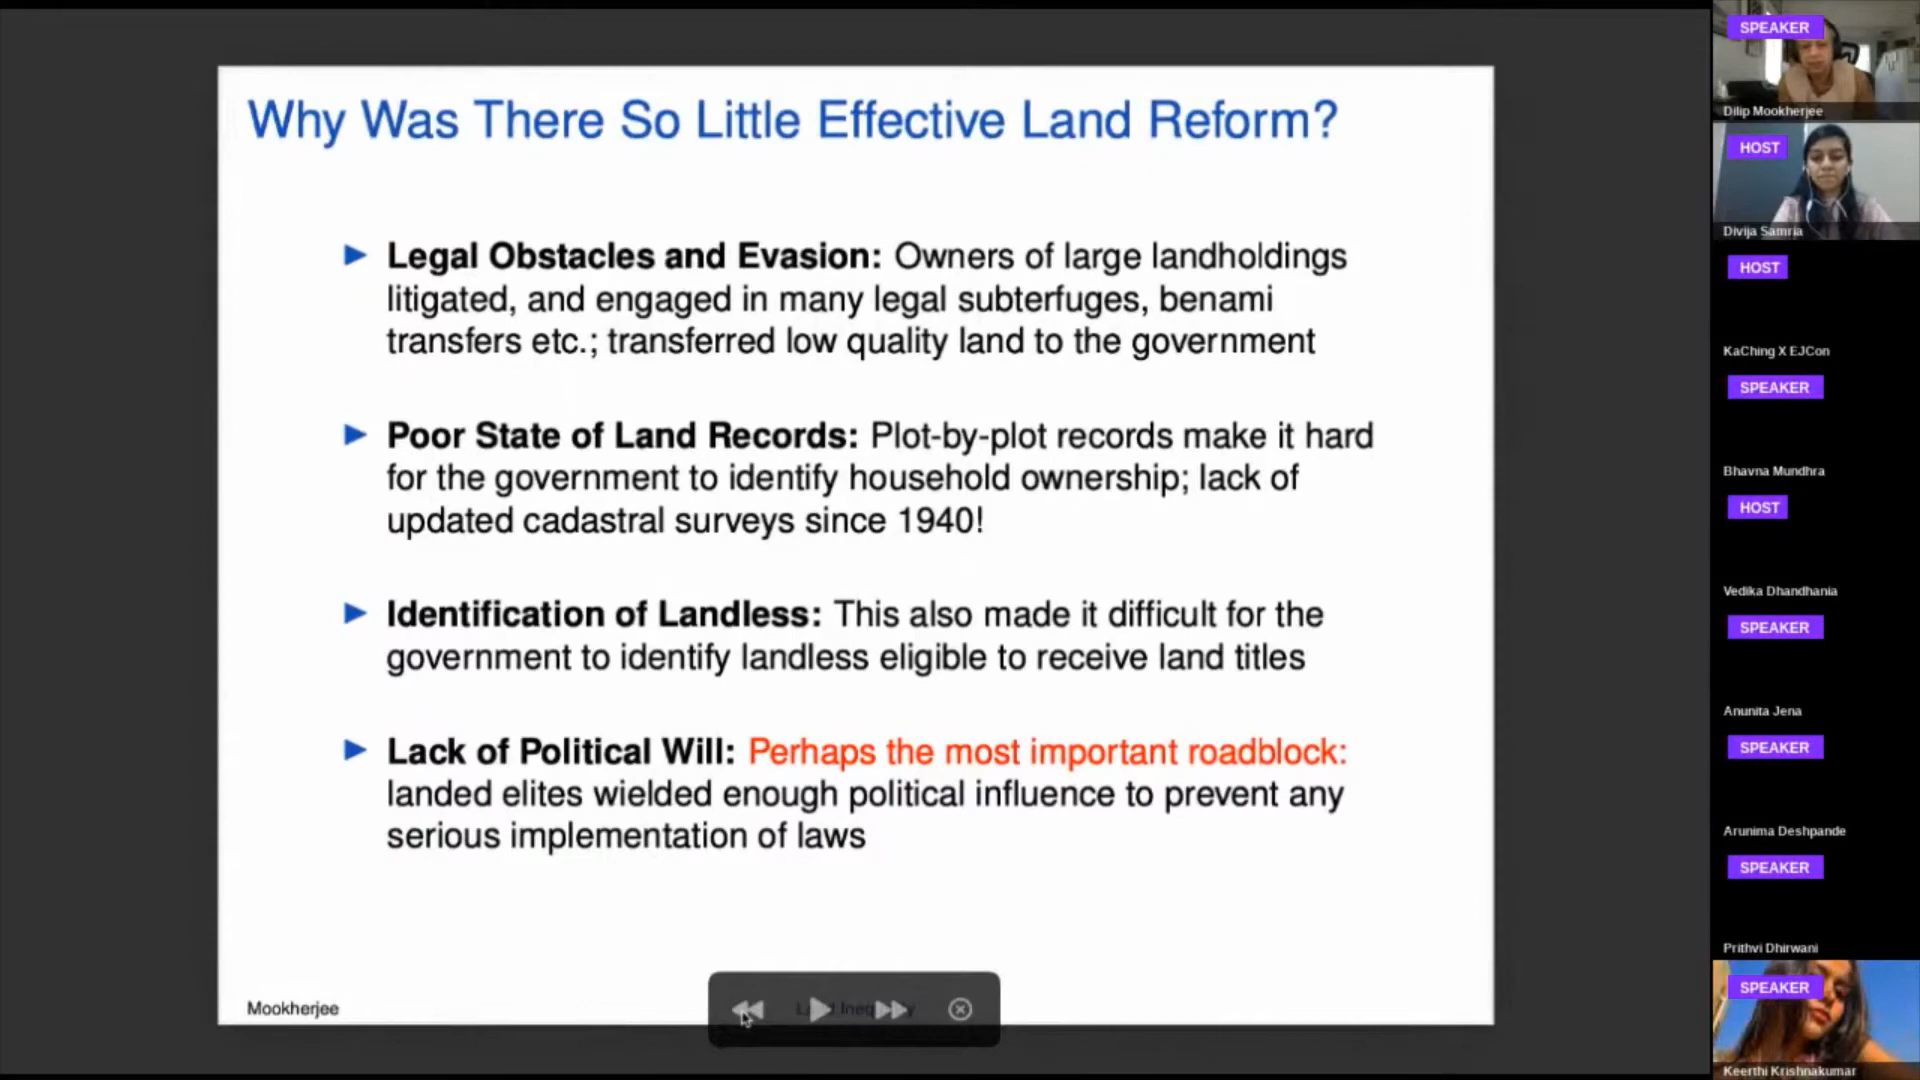 Why Was There So Little Effective Land Reform?
Legal Obstacles and Evasion: Owners of large landholdings
litigated, and engaged in many legal subterfuges, benami
transfers etc.; transferred low quality land to the government
Poor State of Land Records: Plot-by-plot records make it hard
for the government to identify household ownership; lack of
updated cadastral surveys since 1940!
Identification of Landless: This also made it difficult for the
government to identify landless eligible to receive land titles
Lack of Political Will: Perhaps the most important roadblock:
landed elites wielded enough political influence to prevent any
serious implementation of laws
Mookherjee
SPEAKER
Dilip Mookherjee
HOST
Divija Samria
HOST
KaChing X EJCon
SPEAKER
Bhavna Mundhra
HOST
Vedika Dhandhania
SPEAKER
Anunita Jena
SPEAKER
Arunima Deshpande
SPEAKER
Prithvi Dhirwani
SPEAKER
Keerthi Krishnakumar